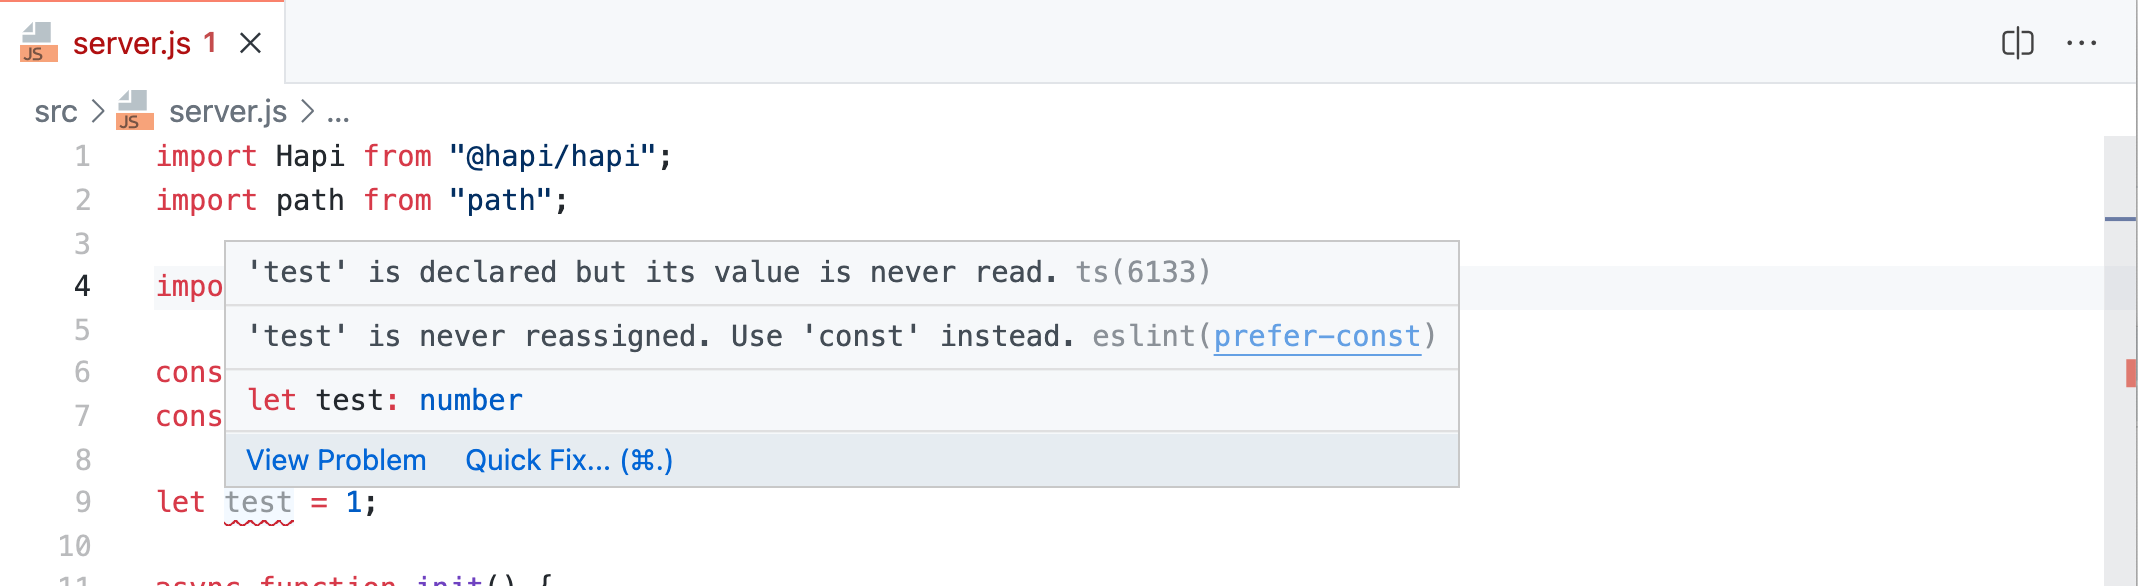 JS server.js 1
src > JS server.js > ...
1 import Hapi from "@hapi/hapi";
2 import path from "path";
3
'test' is declared but its value is never read. ts(6133)
4 impo
5
'test' is never reassigned. Use 'const' instead. eslint(prefer-const)
6 cons
let test: number
7 cons
8
View Problem Quick Fix... (⌘.)
9 let test = 1;
10
11 async function init() {